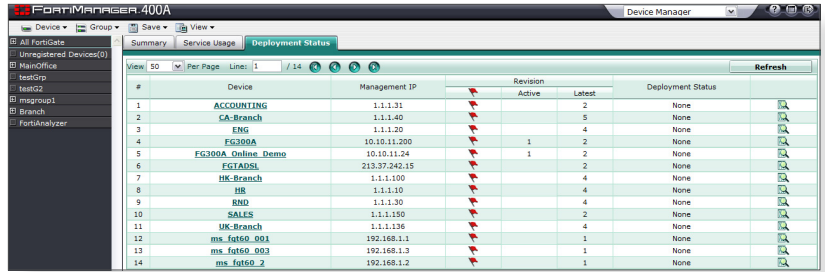 FORTIMANAGER.400A Device Manager
Device Group Save View
All FortiGate
Unregistered Devices(0)
MainOffice
testGrp
testG2
msgroup1
Branch
FortiAnalyzer
Summary Service Usage Deployment Status
View 50 Per Page Line: 1 / 14 Refresh
# Device Management IP Revision Deployment Status
Active Latest
1 ACCOUNTING 1.1.1.31 2 None
2 CA-Branch 1.1.1.40 5 None
3 ENG 1.1.1.20 4 None
4 FG300A 10.10.11.200 1 2 None
5 FG300A_Online_Demo 10.10.11.24 1 2 None
6 FGTADSL 213.37.242.15 2 None
7 HK-Branch 1.1.1.100 4 None
8 HR 1.1.1.10 4 None
9 RND 1.1.1.30 4 None
10 SALES 1.1.1.150 2 None
11 UK-Branch 1.1.1.136 4 None
12 ms_fgt60_001 192.168.1.1 1 None
13 ms_fgt60_003 192.168.1.3 1 None
14 ms_fgt60_2 192.168.1.2 1 None